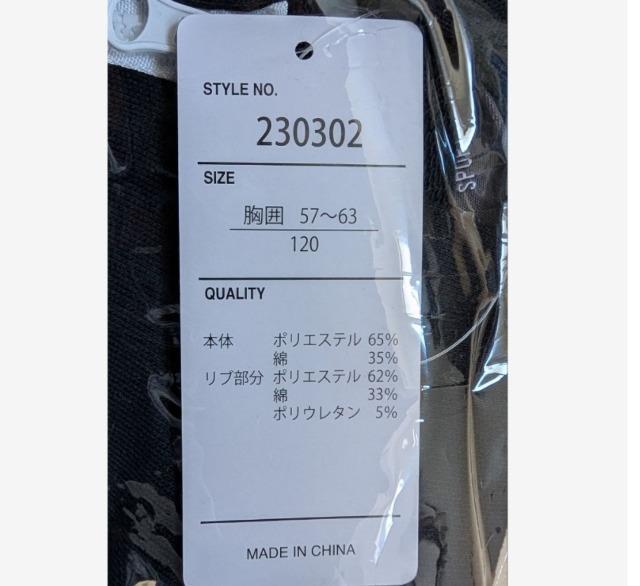 STYLE NO.
230302
SIZE
胸囲 57～63
120
QUALITY
本体 ポリエステル 65%
綿 35%
リブ部分 ポリエステル 62%
綿 33%
ポリウレタン 5%
MADE IN CHINA